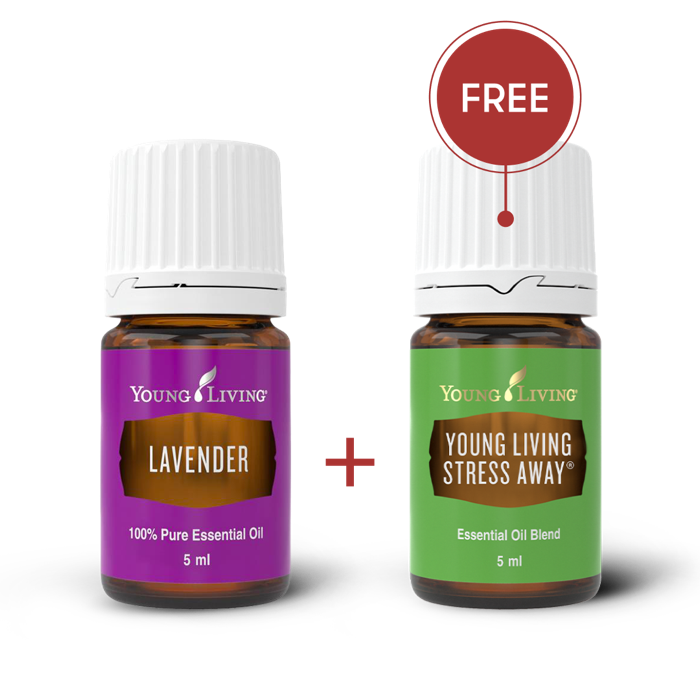 FREE
YOUNG LIVING®
LAVENDER
100% Pure Essential Oil
5 ml
+
YOUNG LIVING®
YOUNG LIVING
STRESS AWAY®
Essential Oil Blend
5 ml